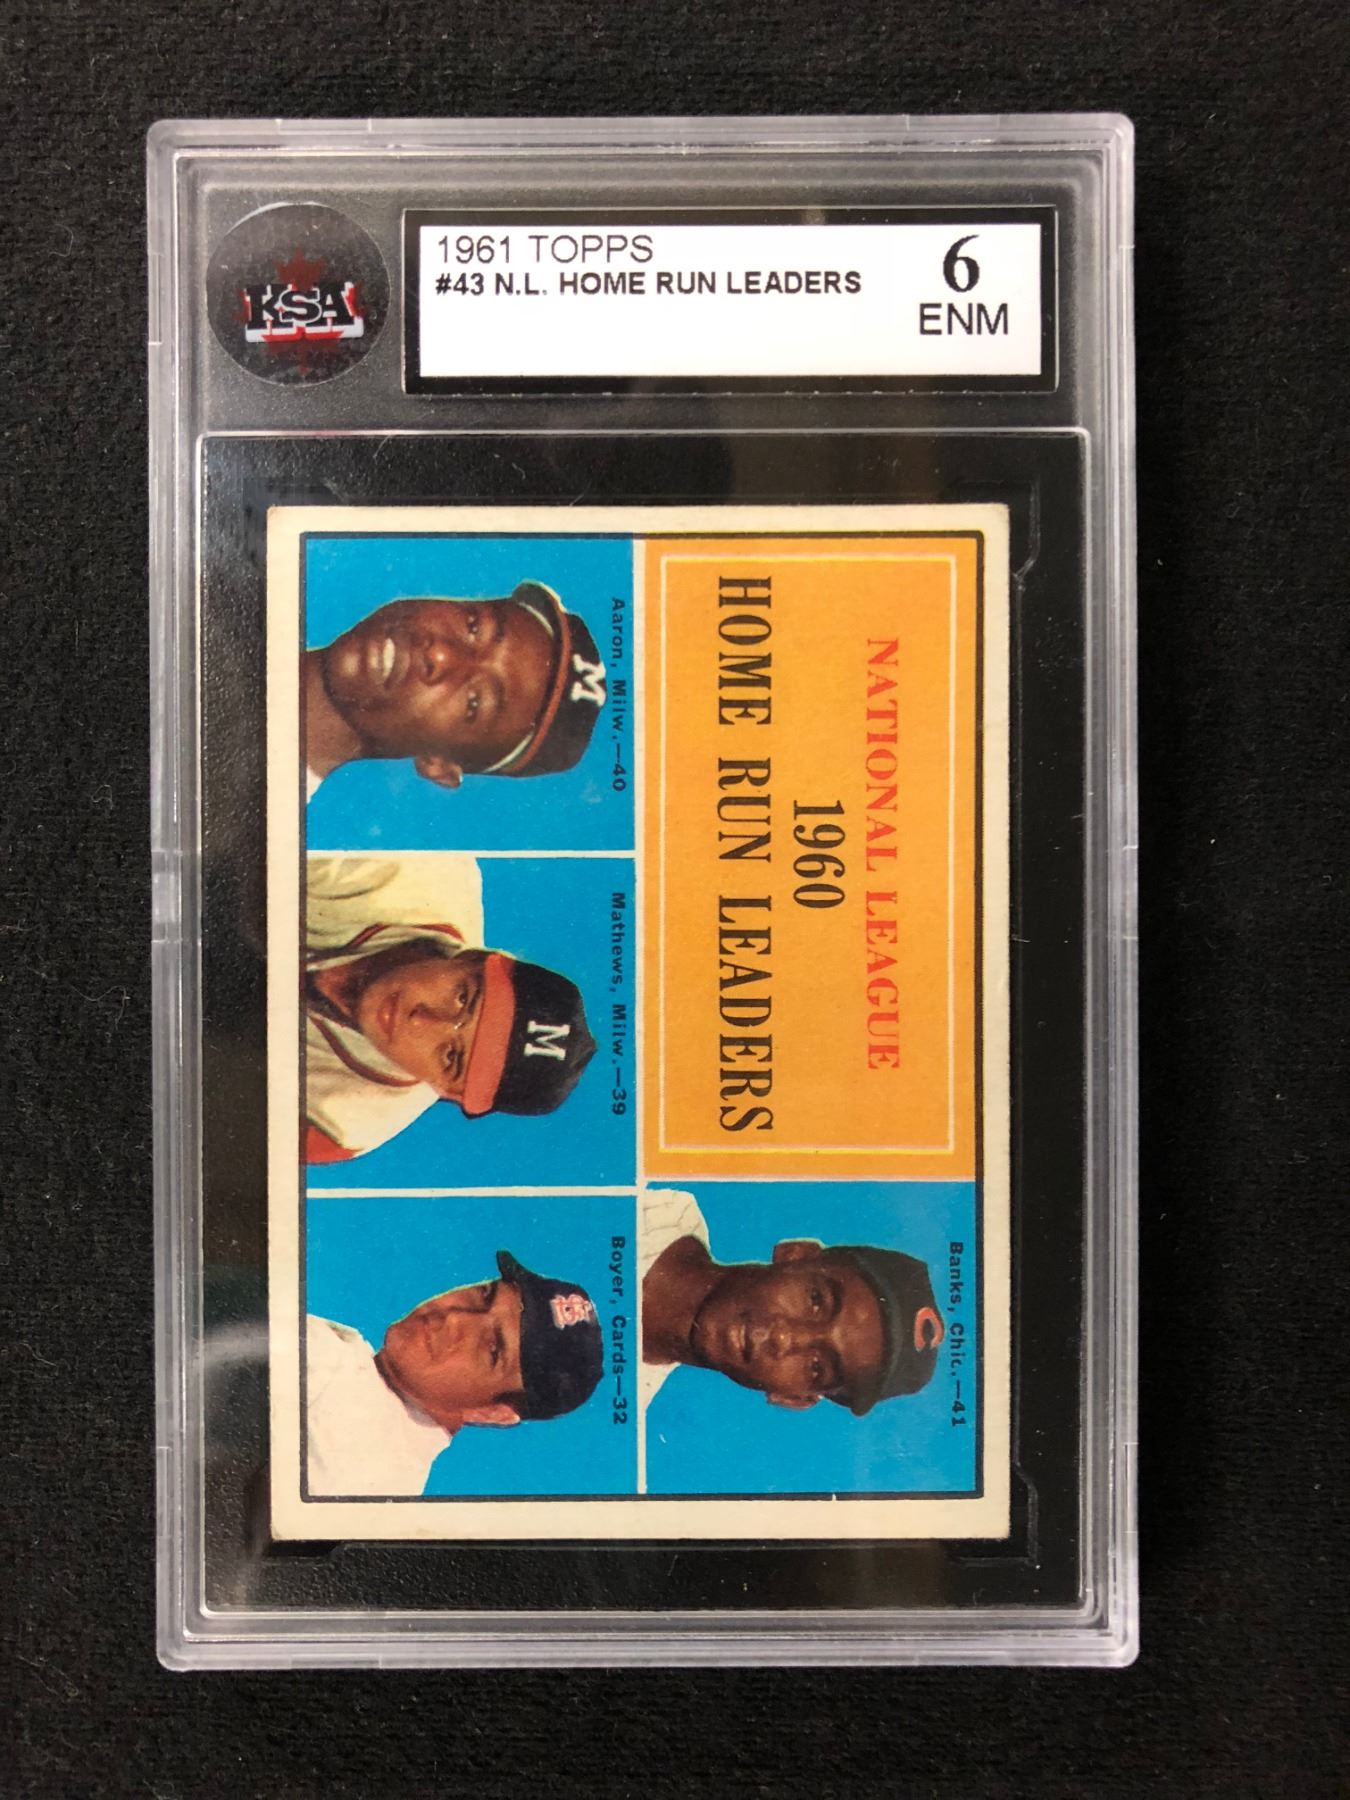 KSA
1961 TOPPS
#43 N.L. HOME RUN LEADERS
6
ENM
NATIONAL LEAGUE
1960
HOME RUN LEADERS
Banks, Chic.—41
C
Aaron, Milw.—40
M
Mathews, Milw.—39
M
Boyer, Cards—32
STL